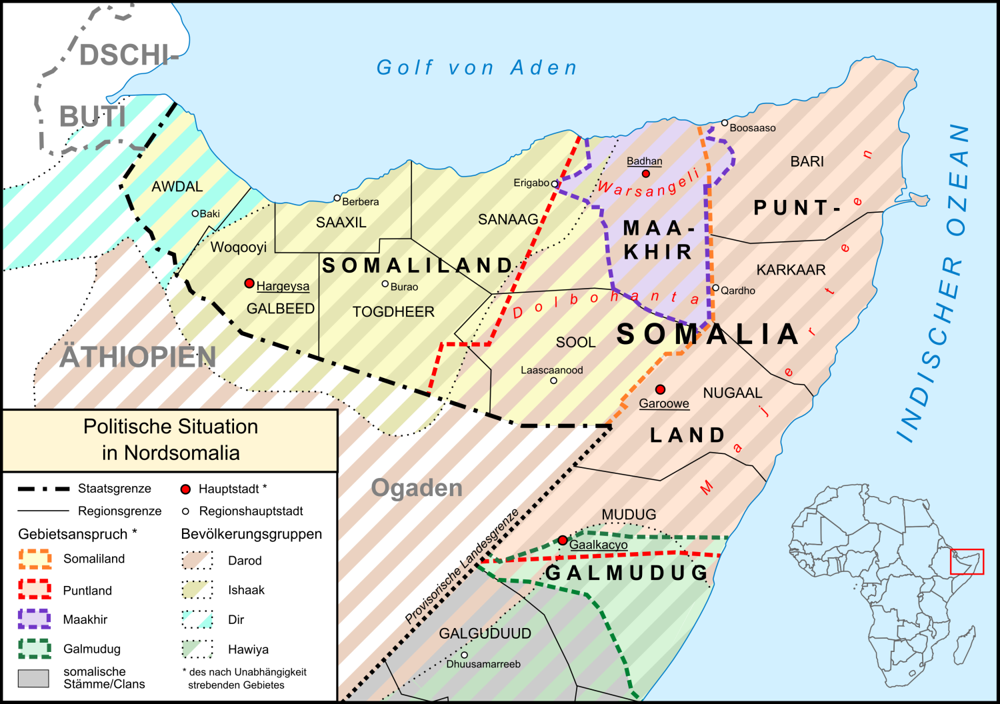 DSCHI-
BUTI
Golf von Aden
INDISCHER OZEAN
AWDAL
Baki
Woqooyi
Hargeysa
GALBEED
Berbera
SAAXIL
SOMALILAND
Burao
TOGDHEER
Erigabo
SANAAG
Badhan
Warsangeli
MAA-
KHIR
Boosaaso
BARI
PUNT-
KARKAAR
Qardho
Dolbohanta
SOMALIA
SOOL
Laascaanood
Garoowe
NUGAAL
LAND
Majerteen
ÄTHIOPIEN
Ogaden
MUDUG
Gaalkacyo
GALMUDUG
Provisorische Landesgrenze
GALGUDUUD
Dhuusamarreeb
Politische Situation
in Nordsomalia
Staatsgrenze
Regionsgrenze
Hauptstadt *
Regionshauptstadt
Gebietsanspruch *
Somaliland
Puntland
Maakhir
Galmudug
somalische
Stämme/Clans
Bevölkerungsgruppen
Darod
Ishaak
Dir
Hawiya
* des nach Unabhängigkeit
strebenden Gebietes